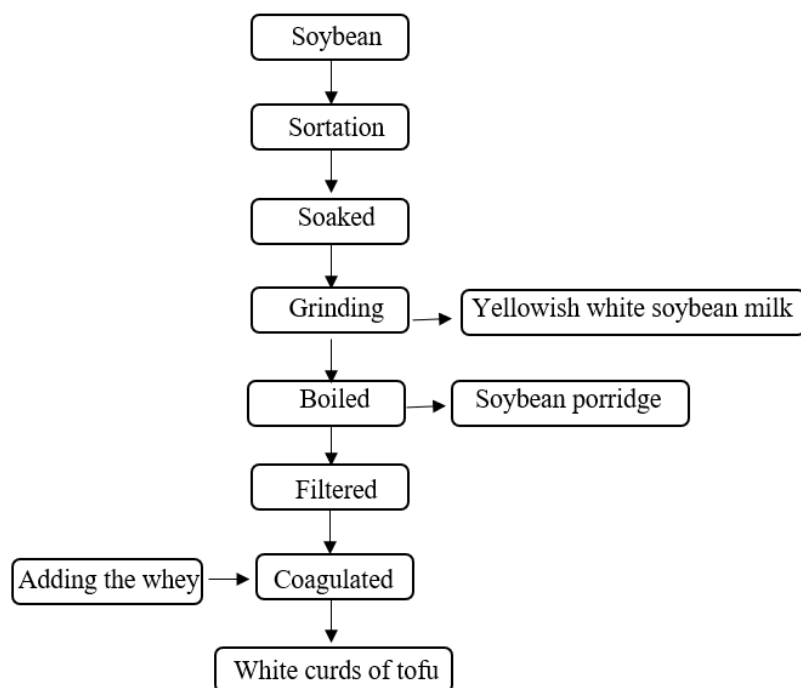 Soybean
Sortation
Soaked
Grinding
Yellowish white soybean milk
Boiled
Soybean porridge
Filtered
Adding the whey
Coagulated
White curds of tofu